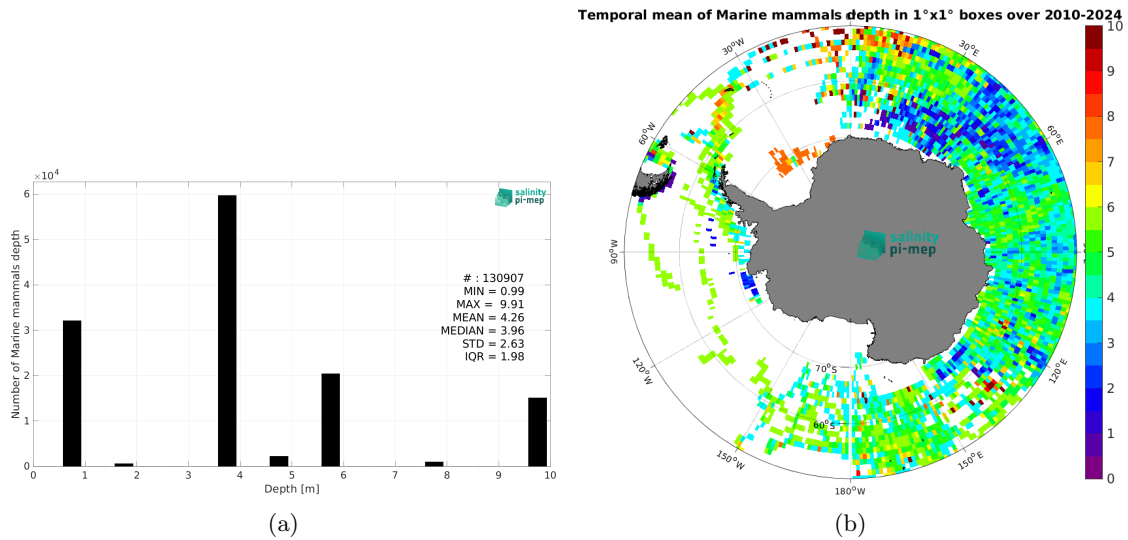 Temporal mean of Marine mammals depth in 1°x1° boxes over 2010-2024
×10⁴
6
5
4
3
2
1
0
Number of Marine mammals depth
0 1 2 3 4 5 6 7 8 9 10
Depth [m]
salinity
pi-mep
# : 130907
MIN = 0.99
MAX = 9.91
MEAN = 4.26
MEDIAN = 3.96
STD = 2.63
IQR = 1.98
(a)
30°W
30°E
60°W
60°E
90°W
120°W
120°E
150°W
150°E
180°W
70°S
60°S
salinity
pi-mep
10
9
8
7
6
5
4
3
2
1
0
(b)